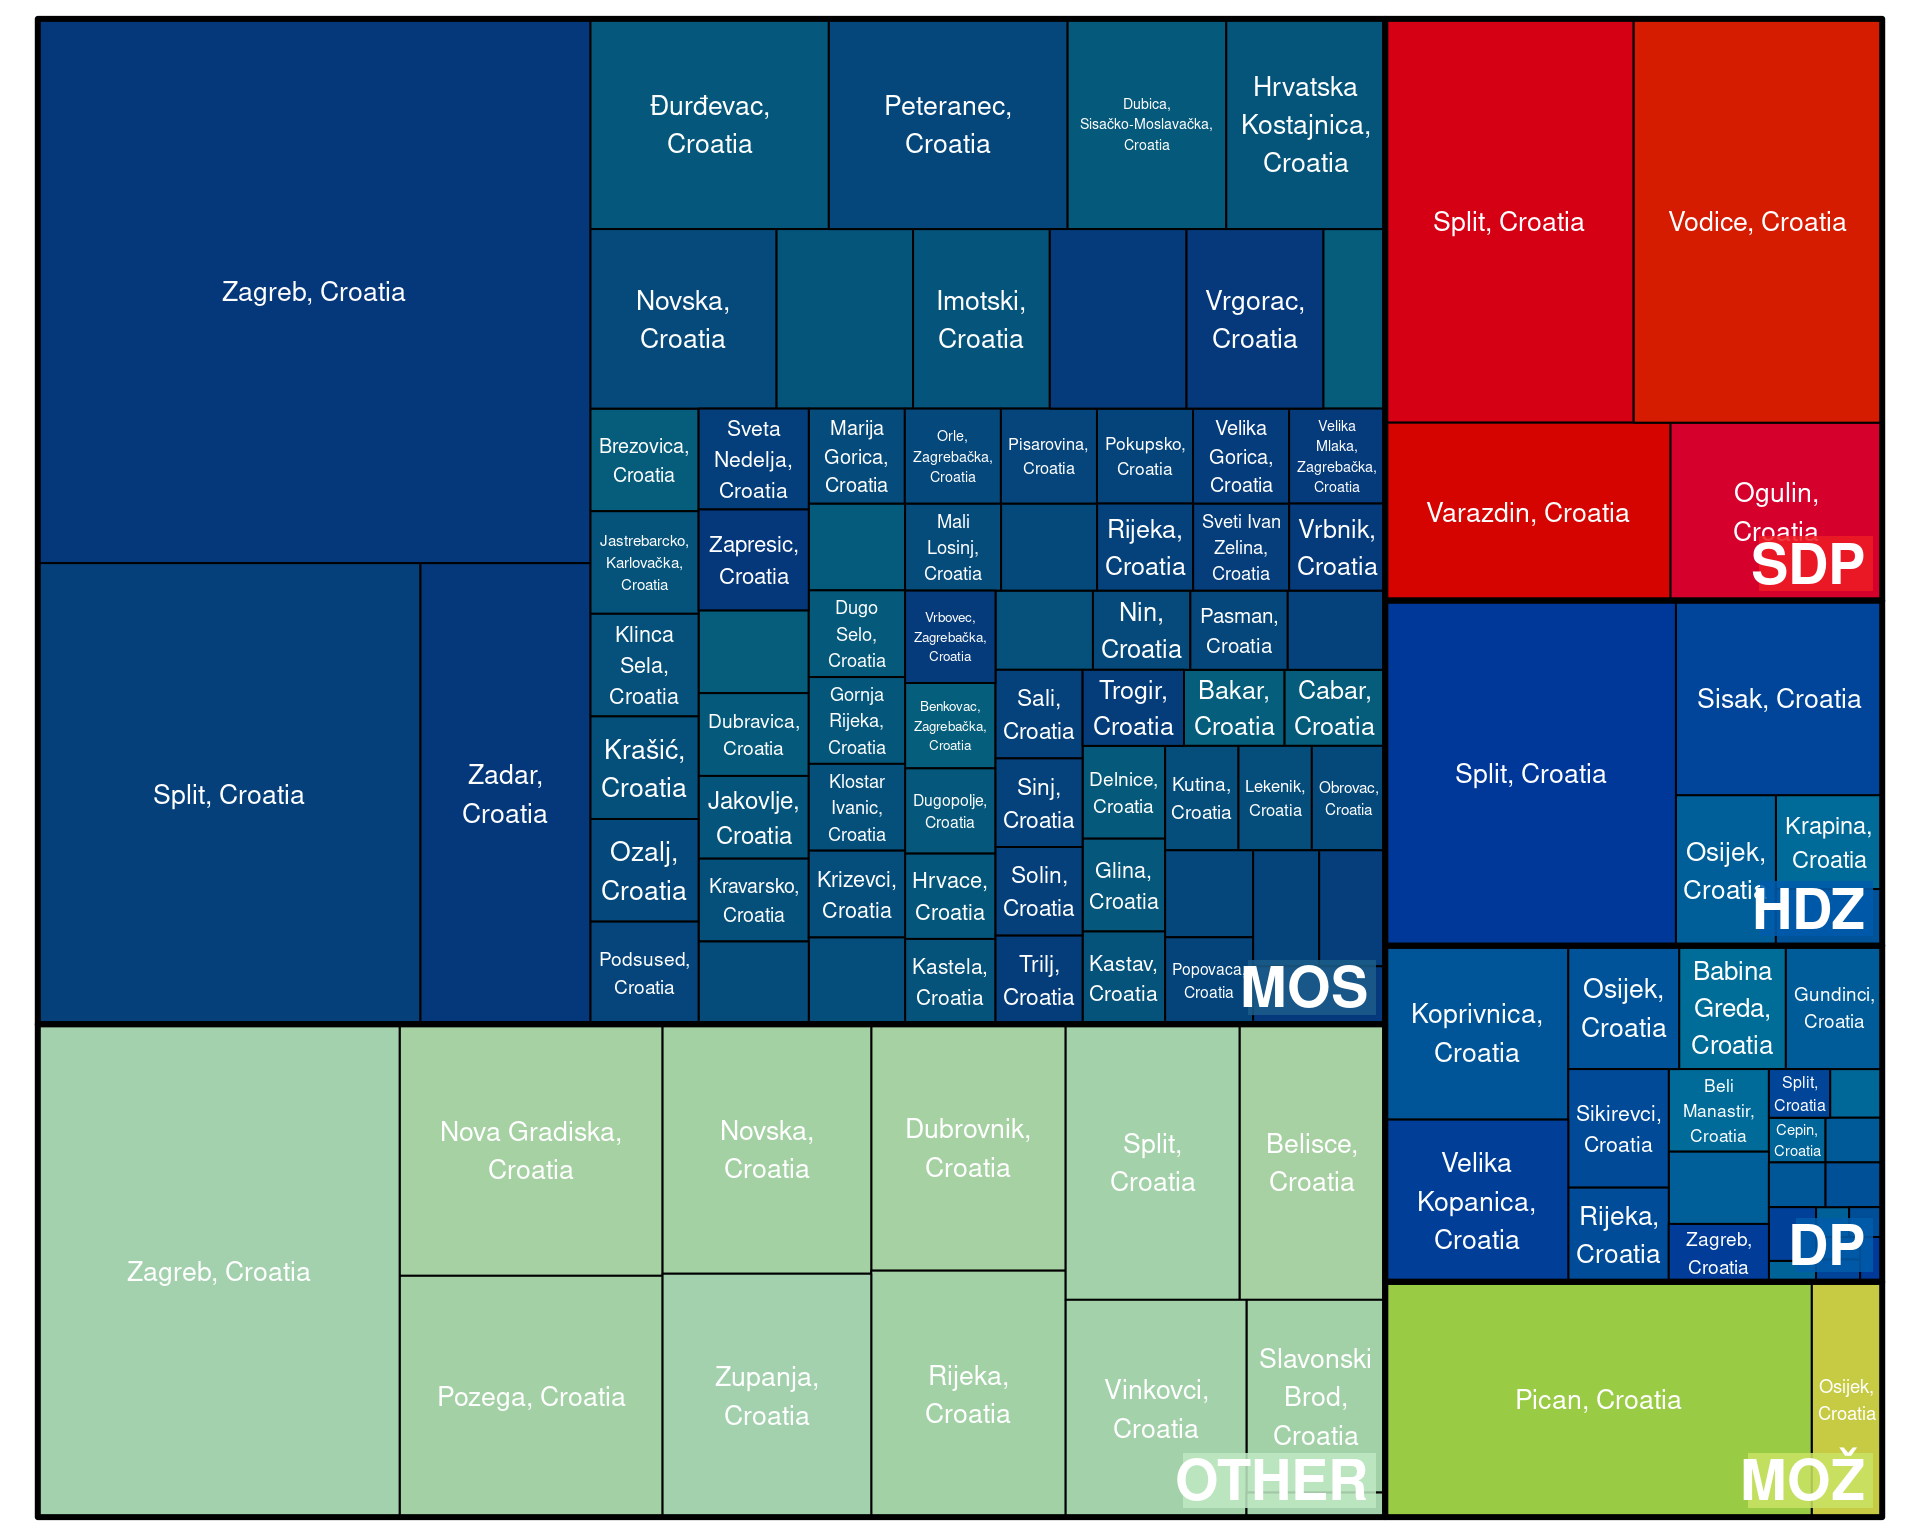 Zagreb, Croatia
Split, Croatia
Zadar,
Croatia
Đurđevac,
Croatia
Peteranec,
Croatia
Dubica,
Sisačko-Moslavačka,
Croatia
Hrvatska
Kostajnica,
Croatia
Novska,
Croatia
Imotski,
Croatia
Vrgorac,
Croatia
Brezovica,
Croatia
Jastrebarcko,
Karlovačka,
Croatia
Klinca
Sela,
Croatia
Krašić,
Croatia
Ozalj,
Croatia
Podsused,
Croatia
Sveta
Nedelja,
Croatia
Zapresic,
Croatia
Dubravica,
Croatia
Jakovlje,
Croatia
Kravarsko,
Croatia
Marija
Gorica,
Croatia
Dugo
Selo,
Croatia
Gornja
Rijeka,
Croatia
Klostar
Ivanic,
Croatia
Krizevci,
Croatia
Orle,
Zagrebačka,
Croatia
Pisarovina,
Croatia
Pokupsko,
Croatia
Velika
Gorica,
Croatia
Velika
Mlaka,
Zagrebačka,
Croatia
Mali
Losinj,
Croatia
Rijeka,
Croatia
Sveti Ivan
Zelina,
Croatia
Vrbnik,
Croatia
Vrbovec,
Zagrebačka,
Croatia
Benkovac,
Zagrebačka,
Croatia
Dugopolje,
Croatia
Hrvace,
Croatia
Kastela,
Croatia
Nin,
Croatia
Pasman,
Croatia
Sali,
Croatia
Sinj,
Croatia
Solin,
Croatia
Trilj,
Croatia
Trogir,
Croatia
Bakar,
Croatia
Cabar,
Croatia
Delnice,
Croatia
Glina,
Croatia
Kastav,
Croatia
Kutina,
Croatia
Lekenik,
Croatia
Obrovac,
Croatia
Popovaca,
Croatia
MOS
Zagreb, Croatia
Nova Gradiska,
Croatia
Pozega, Croatia
Novska,
Croatia
Zupanja,
Croatia
Dubrovnik,
Croatia
Rijeka,
Croatia
Split,
Croatia
Belisce,
Croatia
Vinkovci,
Croatia
Slavonski
Brod,
Croatia
OTHER
Split, Croatia
Vodice, Croatia
Varazdin, Croatia
Ogulin,
Croatia
SDP
Split, Croatia
Sisak, Croatia
Osijek,
Croatia
Krapina,
Croatia
HDZ
Koprivnica,
Croatia
Velika
Kopanica,
Croatia
Osijek,
Croatia
Babina
Greda,
Croatia
Gundinci,
Croatia
Sikirevci,
Croatia
Rijeka,
Croatia
Beli
Manastir,
Croatia
Zagreb,
Croatia
Split,
Croatia
Cepin,
Croatia
DP
Pican, Croatia
Osijek,
Croatia
MOŽ